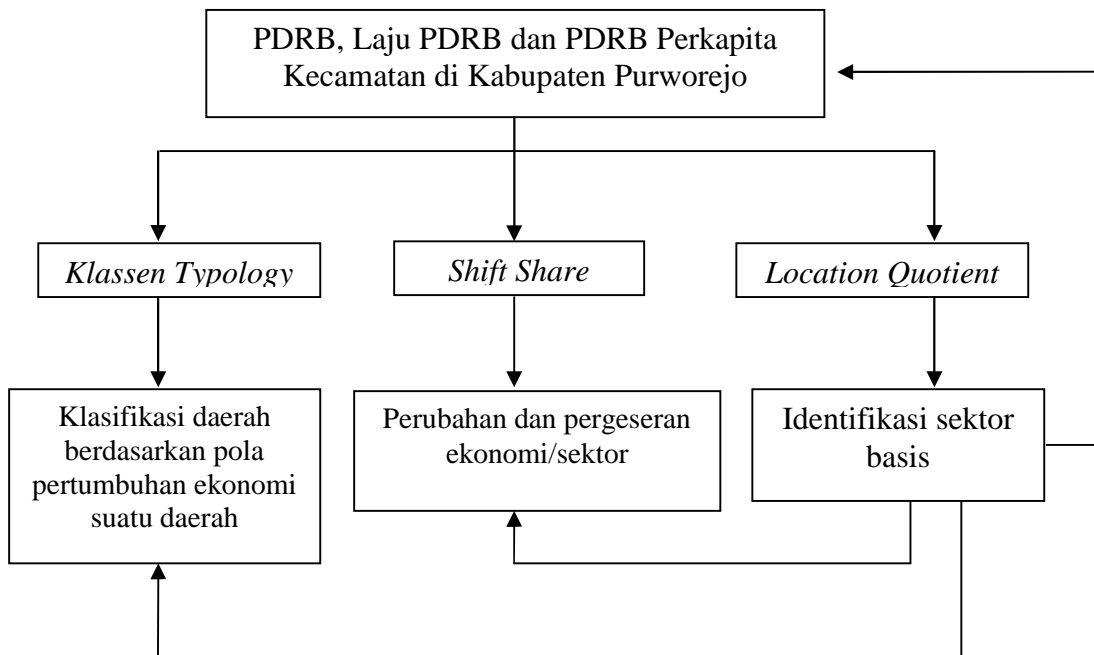 PDRB, Laju PDRB dan PDRB Perkapita
Kecamatan di Kabupaten Purworejo
Klassen Typology
Shift Share
Location Quotient
Klasifikasi daerah
berdasarkan pola
pertumbuhan ekonomi
suatu daerah
Perubahan dan pergeseran
ekonomi/sektor
Identifikasi sektor
basis